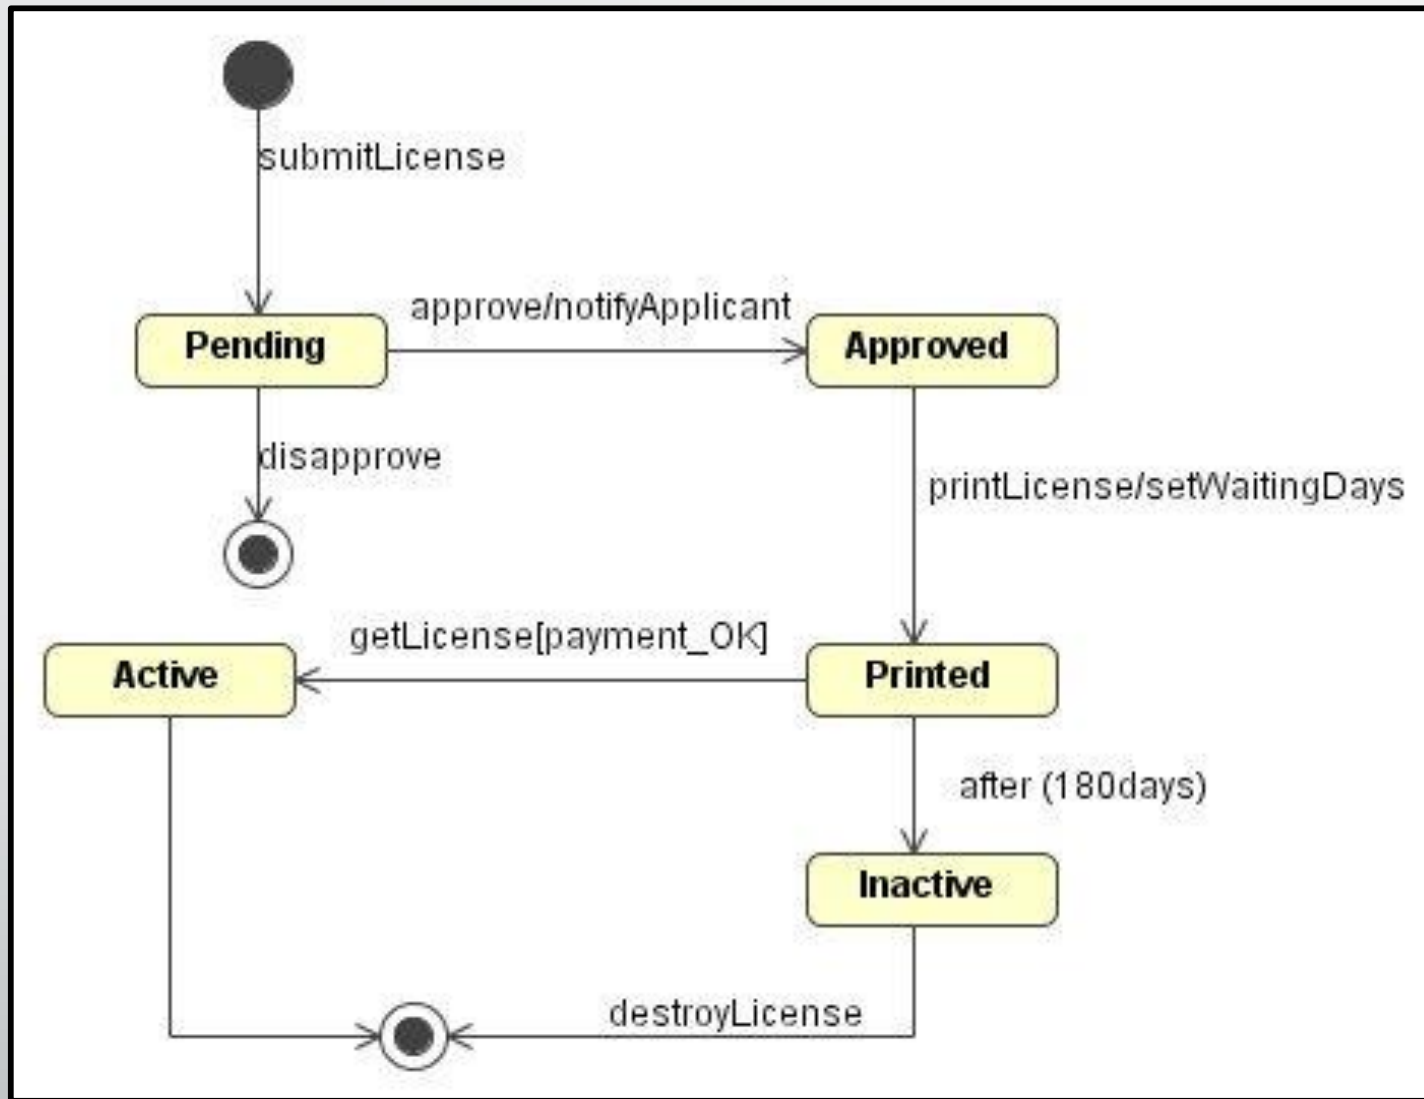 submitLicense
approve/notifyApplicant
Pending
Approved
disapprove
printLicense/setWaitingDays
getLicense[payment_OK]
Active
Printed
after (180days)
Inactive
destroyLicense